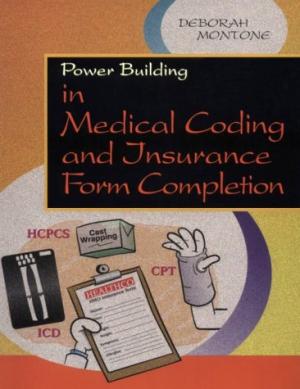 DEBORAH
MONTONE
Power Building
in
Medical Coding
and Insurance
Form Completion
HCPCS
Cast
Wrapping
CPT
HEALTHCO
ICD